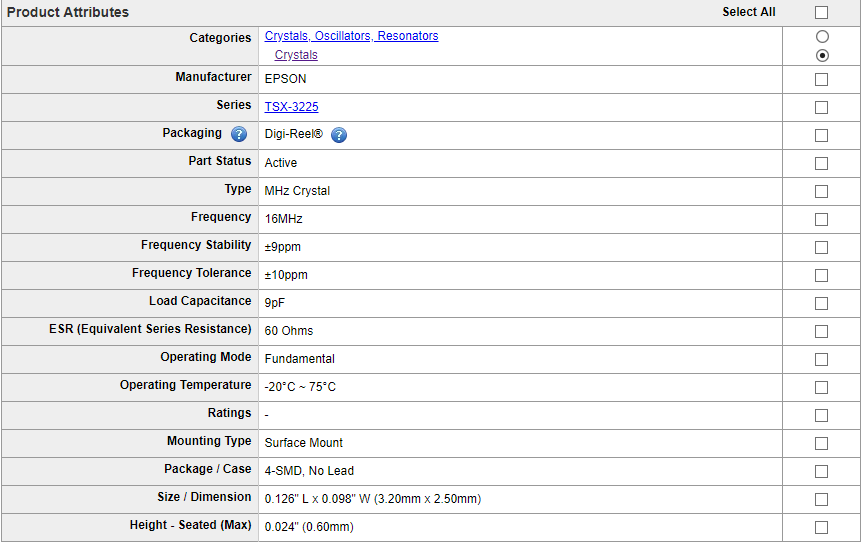 Product Attributes Select All
Categories Crystals, Oscillators, Resonators
Crystals
Manufacturer EPSON
Series TSX-3225
Packaging ? Digi-Reel® ?
Part Status Active
Type MHz Crystal
Frequency 16MHz
Frequency Stability ±9ppm
Frequency Tolerance ±10ppm
Load Capacitance 9pF
ESR (Equivalent Series Resistance) 60 Ohms
Operating Mode Fundamental
Operating Temperature -20°C ~ 75°C
Ratings -
Mounting Type Surface Mount
Package / Case 4-SMD, No Lead
Size / Dimension 0.126" L x 0.098" W (3.20mm x 2.50mm)
Height - Seated (Max) 0.024" (0.60mm)